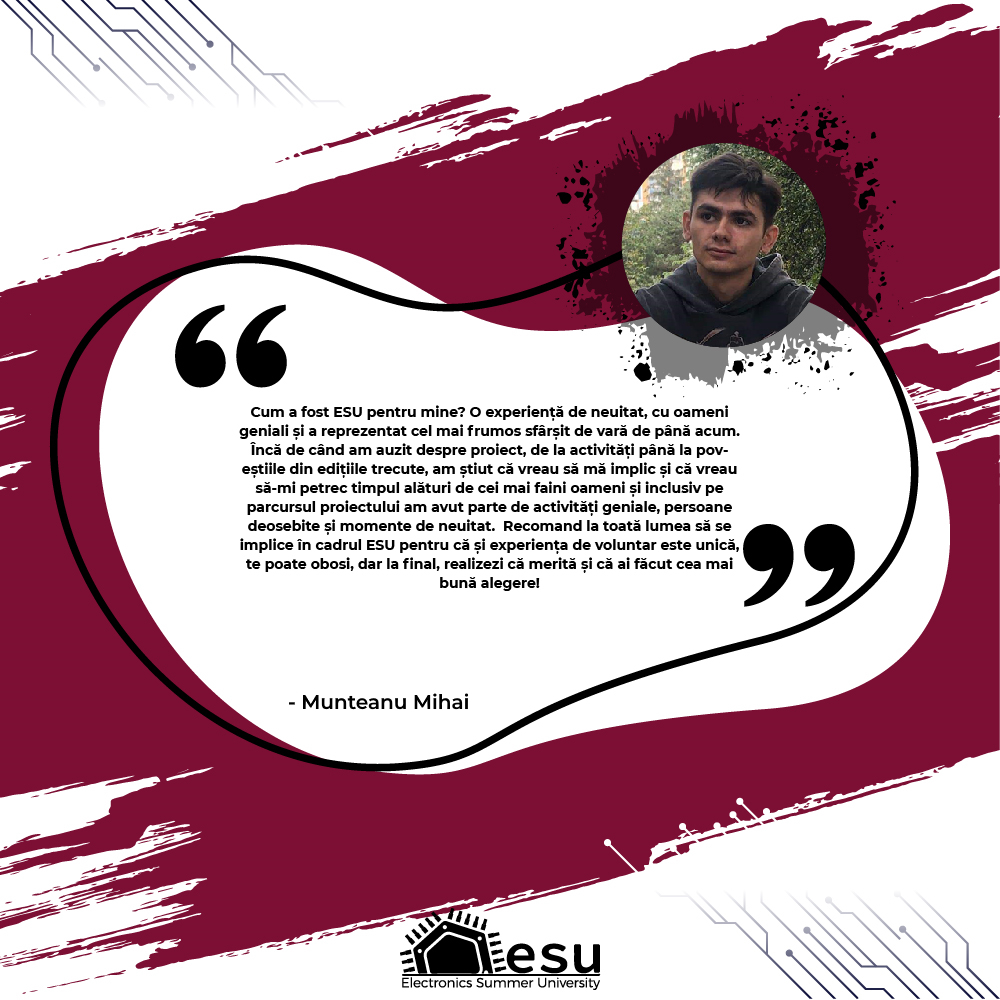 Cum a fost ESU pentru mine? O experiență de neuitat, cu oameni
geniali și a reprezentat cel mai frumos sfârșit de vară de până acum.
Încă de când am auzit despre proiect, de la activități până la pov-
eștiile din edițiile trecute, am știut că vreau să mă implic și că vreau
să-mi petrec timpul alături de cei mai faini oameni și inclusiv pe
parcursul proiectului am avut parte de activități geniale, persoane
deosebite și momente de neuitat.  Recomand la toată lumea să se
implice în cadrul ESU pentru că și experiența de voluntar este unică,
te poate obosi, dar la final, realizezi că merită și că ai făcut cea mai
bună alegere!
- Munteanu Mihai
esu
Electronics Summer University